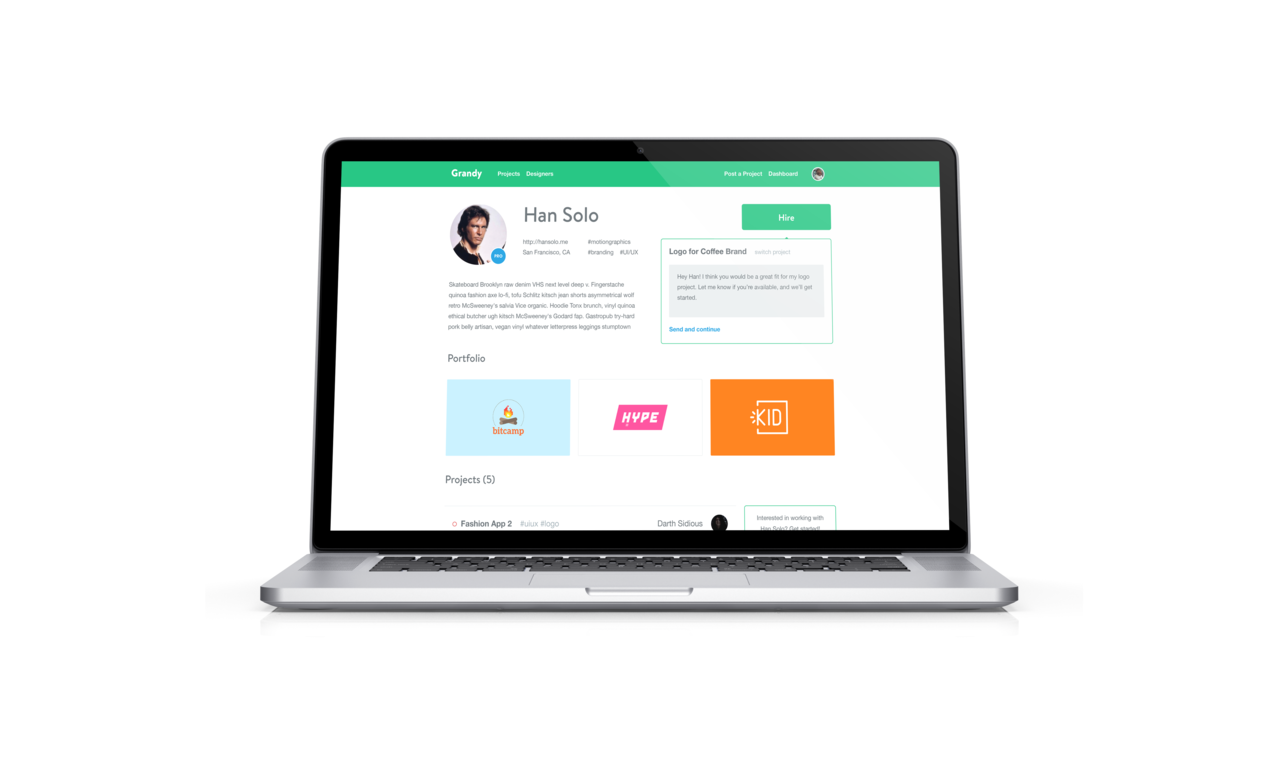 Grandy
Projects Designers
Post a Project Dashboard
Han Solo
Hire
PRO
http://hansolo.me
#motiongraphics
San Francisco, CA
#branding #UI/UX
Logo for Coffee Brand switch project
Hey Han! I think you would be a great fit for my logo
project. Let me know if you're available, and we'll get
started.
Send and continue
Skateboard Brooklyn raw denim VHS next level deep v. Fingerstache
quinoa fashion axe lo-fi, tofu Schlitz kitsch jean shorts asymmetrical wolf
retro McSweeney's salvia Vice organic. Hoodie Tonx brunch, vinyl quinoa
ethical butcher ugh kitsch McSweeney's Godard fap. Gastropub try-hard
pork belly artisan, vegan vinyl whatever letterpress leggings stumptown
Portfolio
bitcamp
HYPE
KID
Projects (5)
Fashion App 2 #uiux #logo
Darth Sidious
Interested in working with
Han Solo? Get started!